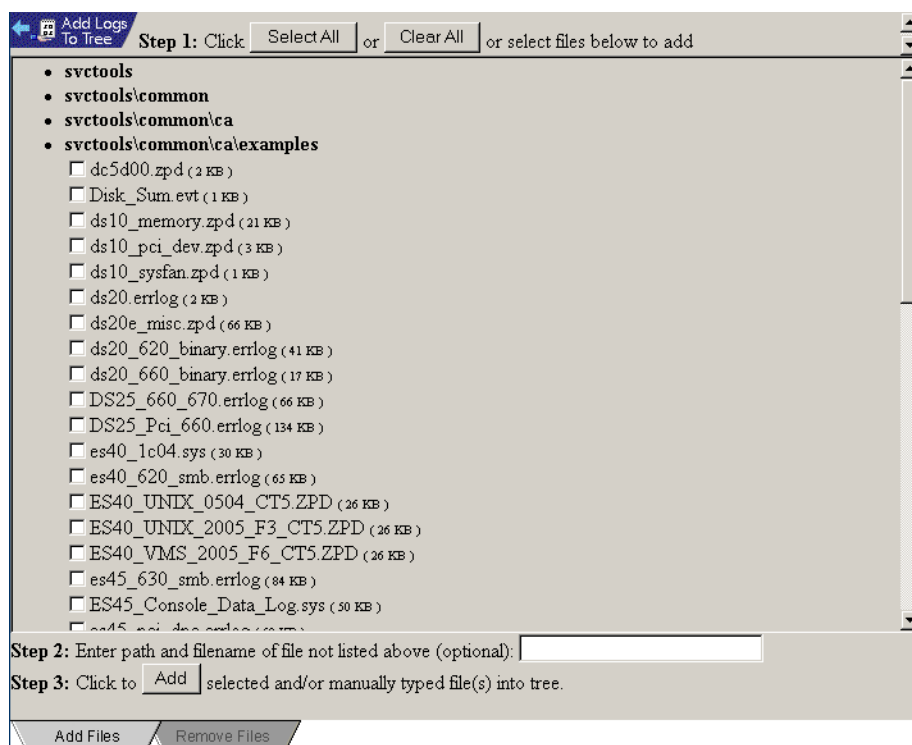 Add Logs
To Tree
Step 1: Click Select All or Clear All or select files below to add
• svctools
• svctools\common
• svctools\common\ca
• svctools\common\ca\examples
dc5d00.zpd (2 KB)
Disk_Sum.evt (1 KB)
ds10_memory.zpd (21 KB)
ds10_pci_dev.zpd (3 KB)
ds10_sysfan.zpd (1 KB)
ds20.errlog (2 KB)
ds20e_misc.zpd (66 KB)
ds20_620_binary.errlog (41 KB)
ds20_660_binary.errlog (17 KB)
DS25_660_670.errlog (66 KB)
DS25_Pci_660.errlog (134 KB)
es40_1c04.sys (30 KB)
es40_620_smb.errlog (65 KB)
ES40_UNIX_0504_CT5.ZPD (26 KB)
ES40_UNIX_2005_F3_CT5.ZPD (26 KB)
ES40_VMS_2005_F6_CT5.ZPD (26 KB)
es45_630_smb.errlog (84 KB)
ES45_Console_Data_Log.sys (50 KB)
Step 2: Enter path and filename of file not listed above (optional):
Step 3: Click to Add selected and/or manually typed file(s) into tree.
Add Files Remove Files